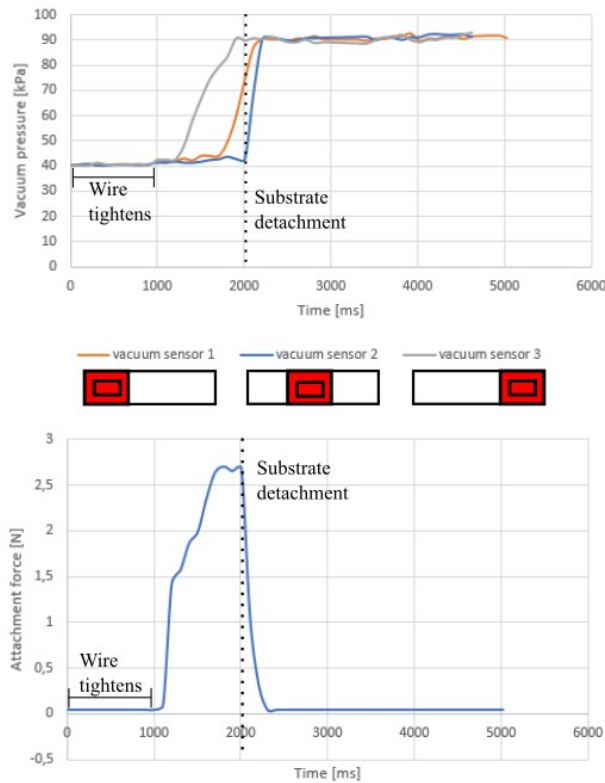 Vacuum pressure [kPa]
100
90
80
70
60
50
40
30
20
10
0
Wire
tightens
Substrate
detachment
0 1000 2000 3000 4000 5000 6000
Time [ms]
vacuum sensor 1 vacuum sensor 2 vacuum sensor 3
Attachment force [N]
3
2,5
2
1,5
1
0,5
0
-0,5
Substrate
detachment
Wire
tightens
0 1000 2000 3000 4000 5000 6000
Time [ms]